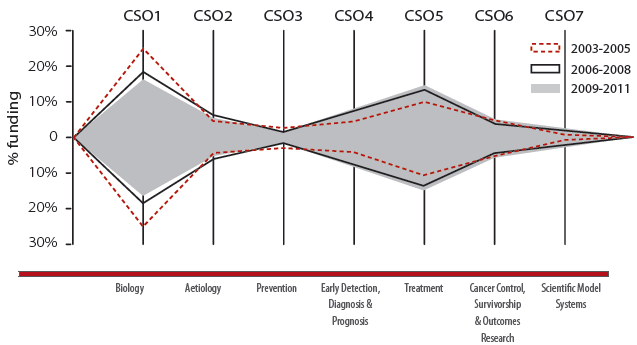 CSO1 CSO2 CSO3 CSO4 CSO5 CSO6 CSO7
30%
20%
10%
0
10%
20%
30%
% funding
2003-2005
2006-2008
2009-2011
Biology
Aetiology
Prevention
Early Detection,
Diagnosis &
Prognosis
Treatment
Cancer Control,
Survivorship
& Outcomes
Research
Scientific Model
Systems